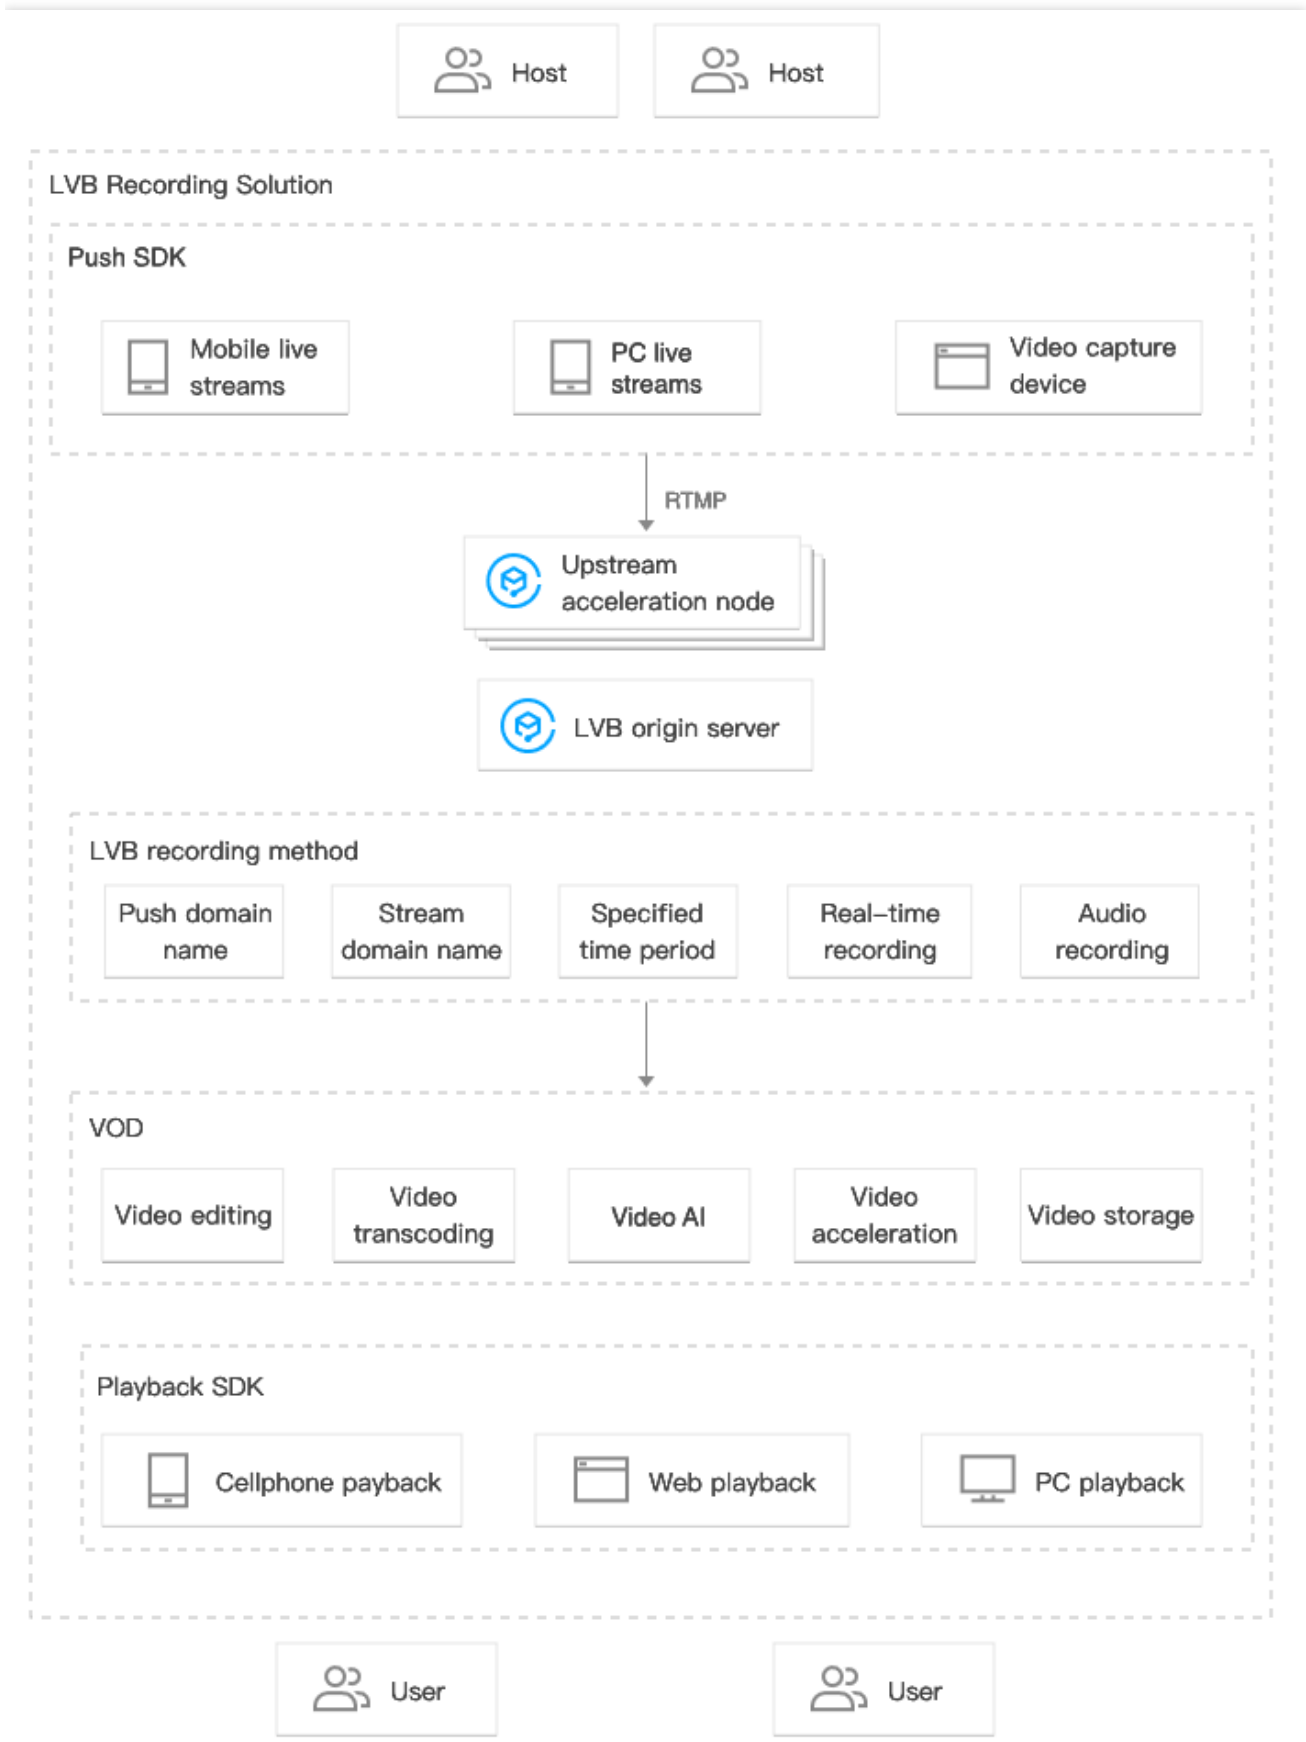 Host
Host
LVB Recording Solution
Push SDK
Mobile live
streams
PC live
streams
Video capture
device
RTMP
Upstream
acceleration node
LVB origin server
LVB recording method
Push domain
name
Stream
domain name
Specified
time period
Real-time
recording
Audio
recording
VOD
Video editing
Video
transcoding
Video AI
Video
acceleration
Video storage
Playback SDK
Cellphone payback
Web playback
PC playback
User
User